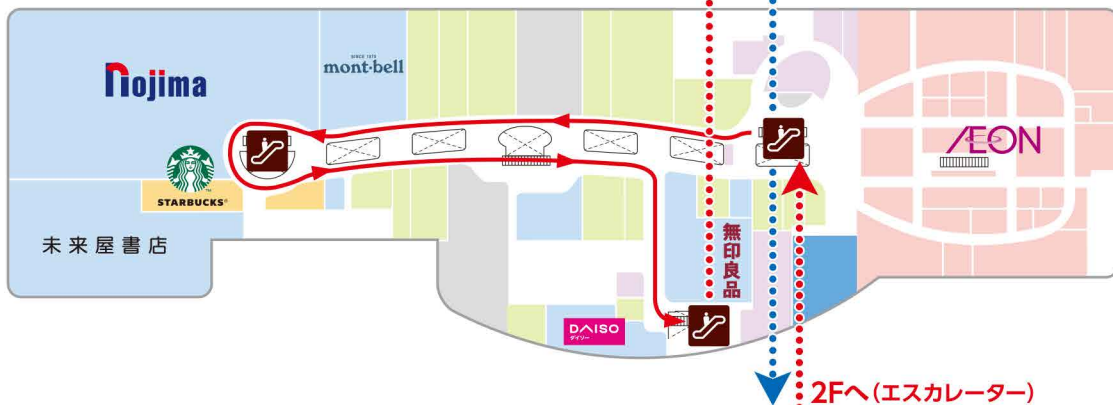 nojima
SINCE 1975
mont-bell
ÆON
STARBUCKS®
未来屋書店
無印良品
DAISO
ダイソー
2Fへ(エスカレーター)